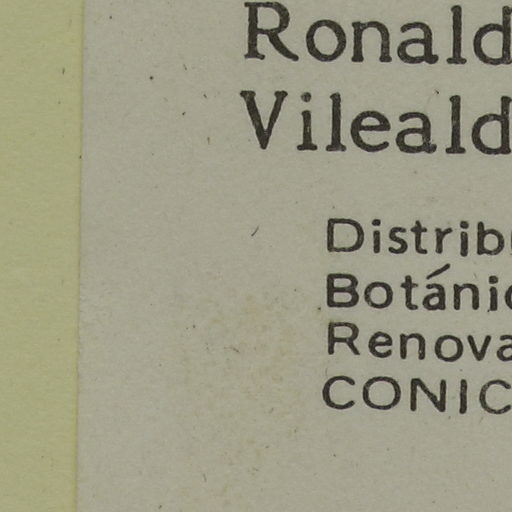 Ronald
Vileald
Distrib
Botánic
Renova
CONIC